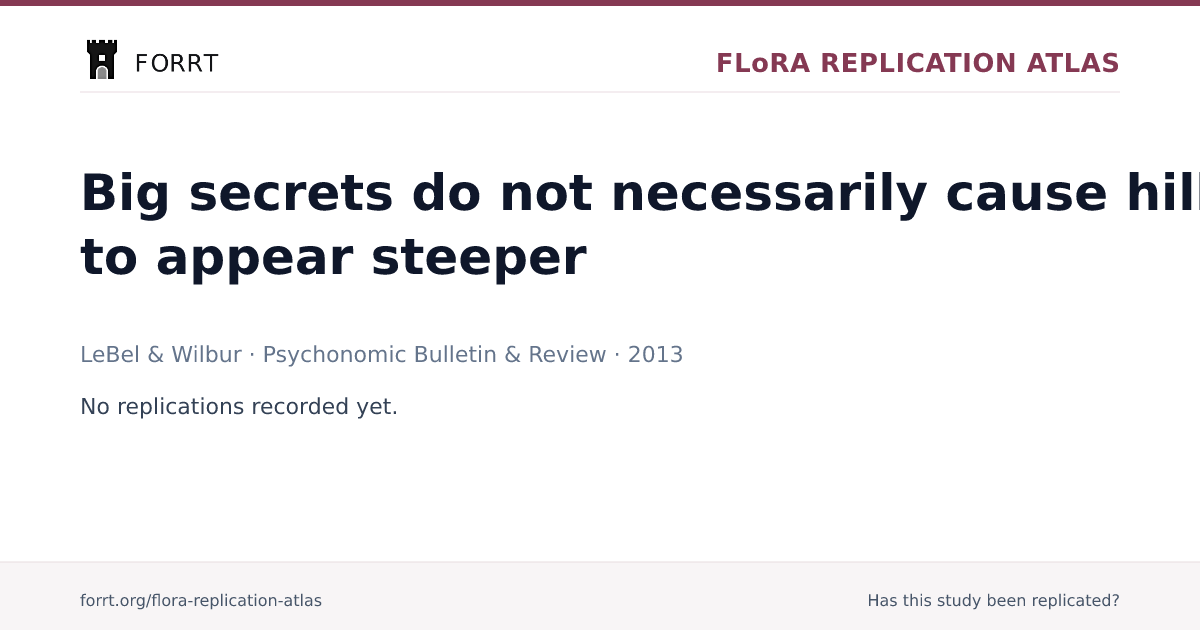 FORRT
FLoRA REPLICATION ATLAS
Big secrets do not necessarily cause hil
to appear steeper
LeBel & Wilbur · Psychonomic Bulletin & Review · 2013
No replications recorded yet.
forrt.org/flora-replication-atlas
Has this study been replicated?